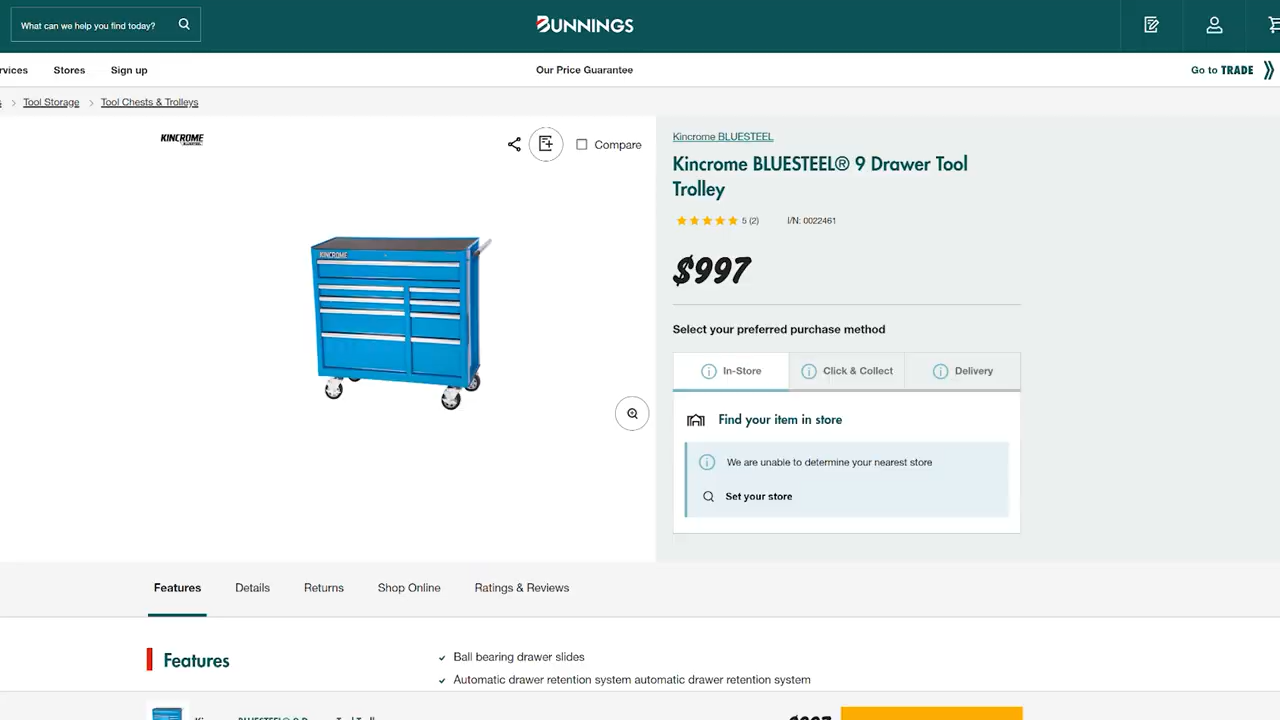 What can we help you find today?
BUNNINGS
rvices
Stores
Sign up
Our Price Guarantee
Go to TRADE
Tool Storage
Tool Chests & Trolleys
KINCROME
Compare
KINCROME
Kincrome BLUESTEEL
Kincrome BLUESTEEL® 9 Drawer Tool
Trolley
5 (2)
I/N: 0022461
$997
Select your preferred purchase method
In-Store
Click & Collect
Delivery
Find your item in store
We are unable to determine your nearest store
Set your store
Features
Details
Returns
Shop Online
Ratings & Reviews
Features
Ball bearing drawer slides
Automatic drawer retention system automatic drawer retention system